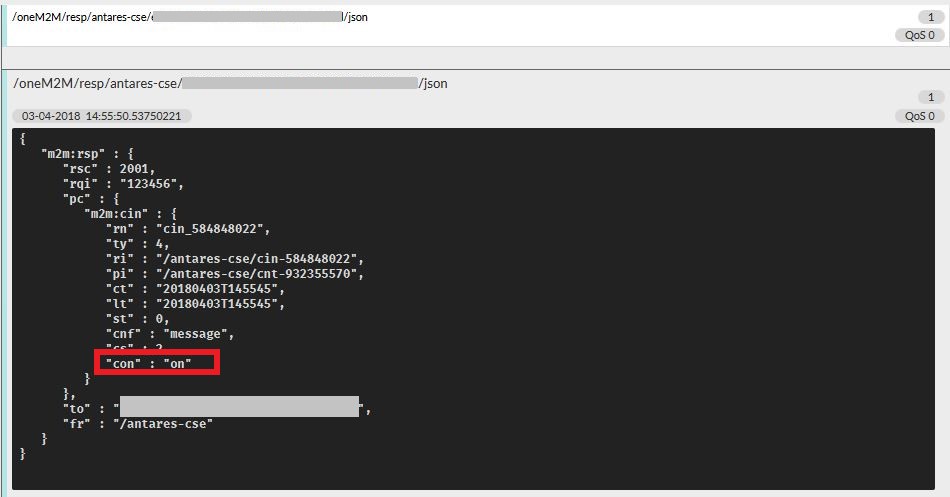 /oneM2M/resp/antares-cse/ /json
1
QoS 0
/oneM2M/resp/antares-cse/ /json
1
03-04-2018 14:55:50.53750221
QoS 0
{
"m2m:rsp" : {
"rsc" : 2001,
"rqi" : "123456",
"pc" : {
"m2m:cin" : {
"rn" : "cin_584848022",
"ty" : 4,
"ri" : "/antares-cse/cin-584848022",
"pi" : "/antares-cse/cnt-932355570",
"ct" : "20180403T145545",
"lt" : "20180403T145545",
"st" : 0,
"cnf" : "message",
"cs" : 2,
"con" : "on"
}
},
"to" : " ",
"fr" : "/antares-cse"
}
}